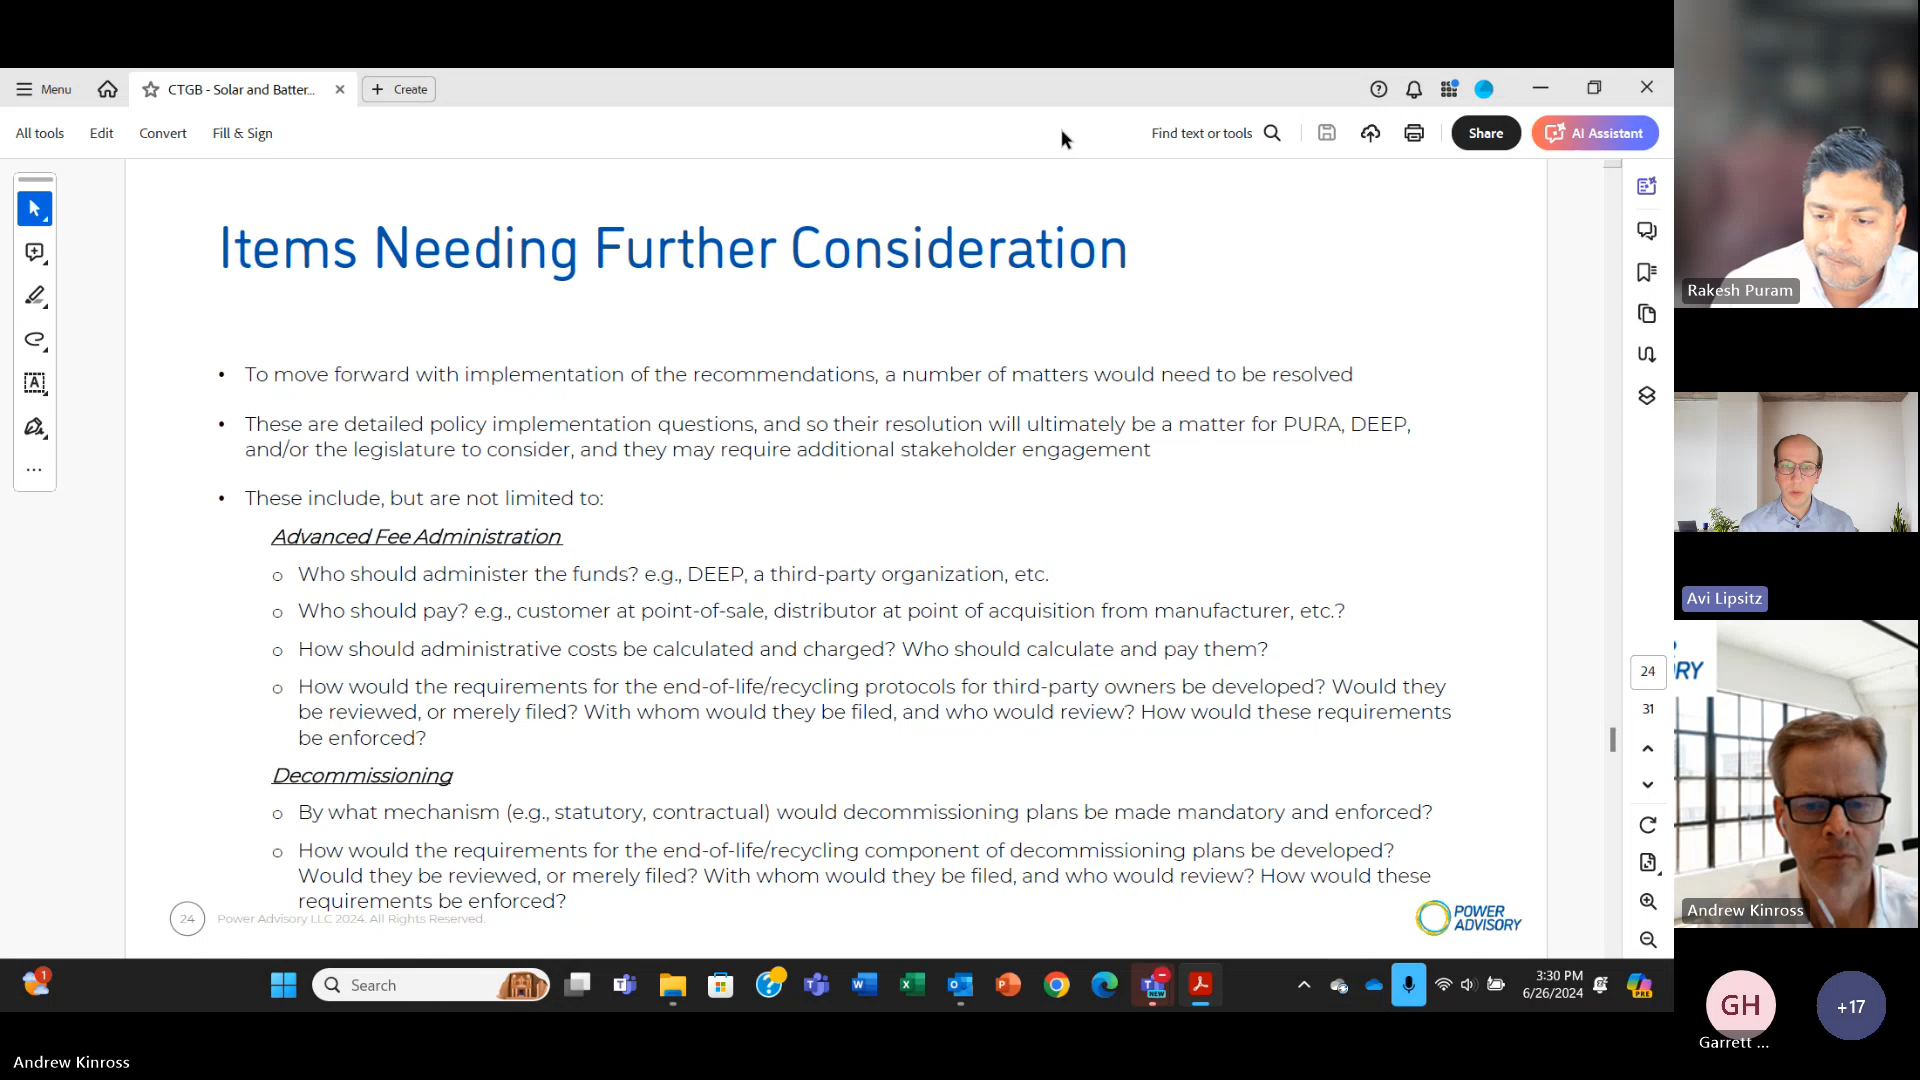 Menu
CTGB - Solar and Batter...
Create
All tools
Edit
Convert
Fill & Sign
Find text or tools
Share
AI Assistant
Items Needing Further Consideration
• To move forward with implementation of the recommendations, a number of matters would need to be resolved
• These are detailed policy implementation questions, and so their resolution will ultimately be a matter for PURA, DEEP,
and/or the legislature to consider, and they may require additional stakeholder engagement
• These include, but are not limited to:
Advanced Fee Administration
o Who should administer the funds? e.g., DEEP, a third-party organization, etc.
o Who should pay? e.g., customer at point-of-sale, distributor at point of acquisition from manufacturer, etc.?
o How should administrative costs be calculated and charged? Who should calculate and pay them?
o How would the requirements for the end-of-life/recycling protocols for third-party owners be developed? Would they
be reviewed, or merely filed? With whom would they be filed, and who would review? How would these requirements
be enforced?
Decommissioning
o By what mechanism (e.g., statutory, contractual) would decommissioning plans be made mandatory and enforced?
o How would the requirements for the end-of-life/recycling component of decommissioning plans be developed?
Would they be reviewed, or merely filed? With whom would they be filed, and who would review? How would these
requirements be enforced?
24
Power Advisory LLC 2024. All Rights Reserved.
POWER
ADVISORY
24
31
1
Search
NEW
3:30 PM
6/26/2024
PRE
Andrew Kinross
Rakesh Puram
Avi Lipsitz
RY
Andrew Kinross
GH
Garrett ...
+17